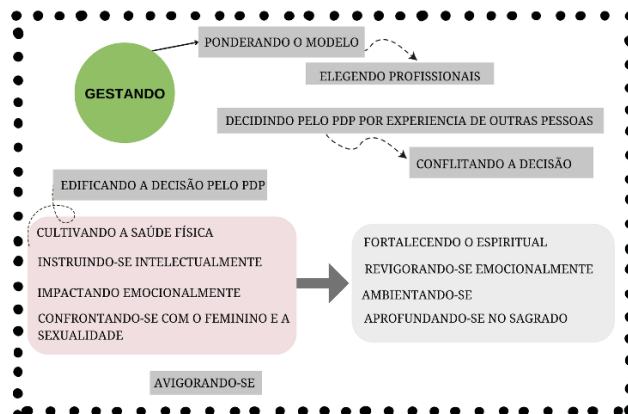 PONDERANDO O MODELO
ELEGENDO PROFISSIONAIS
GESTANDO
DECIDINDO PELO PDP POR EXPERIENCIA DE OUTRAS PESSOAS
CONFLITANDO A DECISÃO
EDIFICANDO A DECISÃO PELO PDP
CULTIVANDO A SAÚDE FÍSICA
INSTRUINDO-SE INTELECTUALMENTE
IMPACTANDO EMOCIONALMENTE
CONFRONTANDO-SE COM O FEMININO E A
SEXUALIDADE
FORTALECENDO O ESPIRITUAL
REVIGORANDO-SE EMOCIONALMENTE
AMBIENTANDO-SE
APROFUNDANDO-SE NO SAGRADO
AVIGORANDO-SE